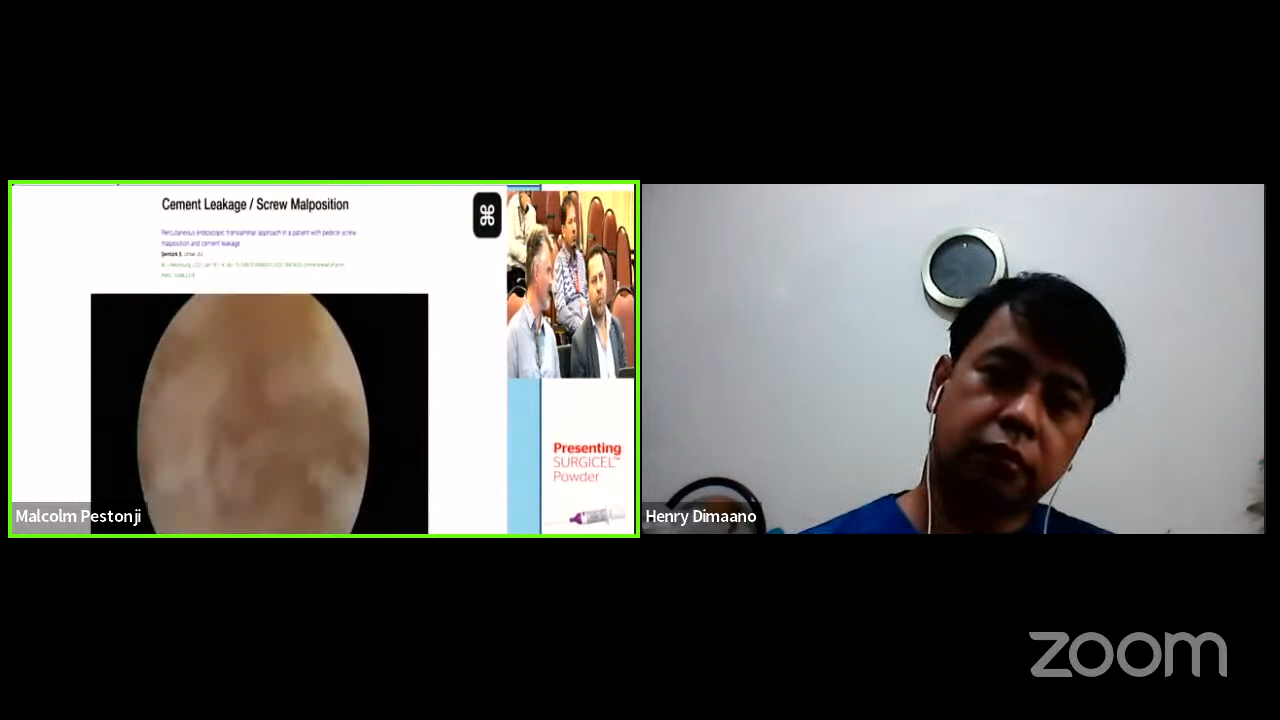 Cement Leakage / Screw Malposition
Percutaneous endoscopic translaminar approach in a patient with pedicle screw
malposition and cement leakage
Presenting
SURGICEL™
Powder
Malcolm Pestonji
Henry Dimaano
zoom